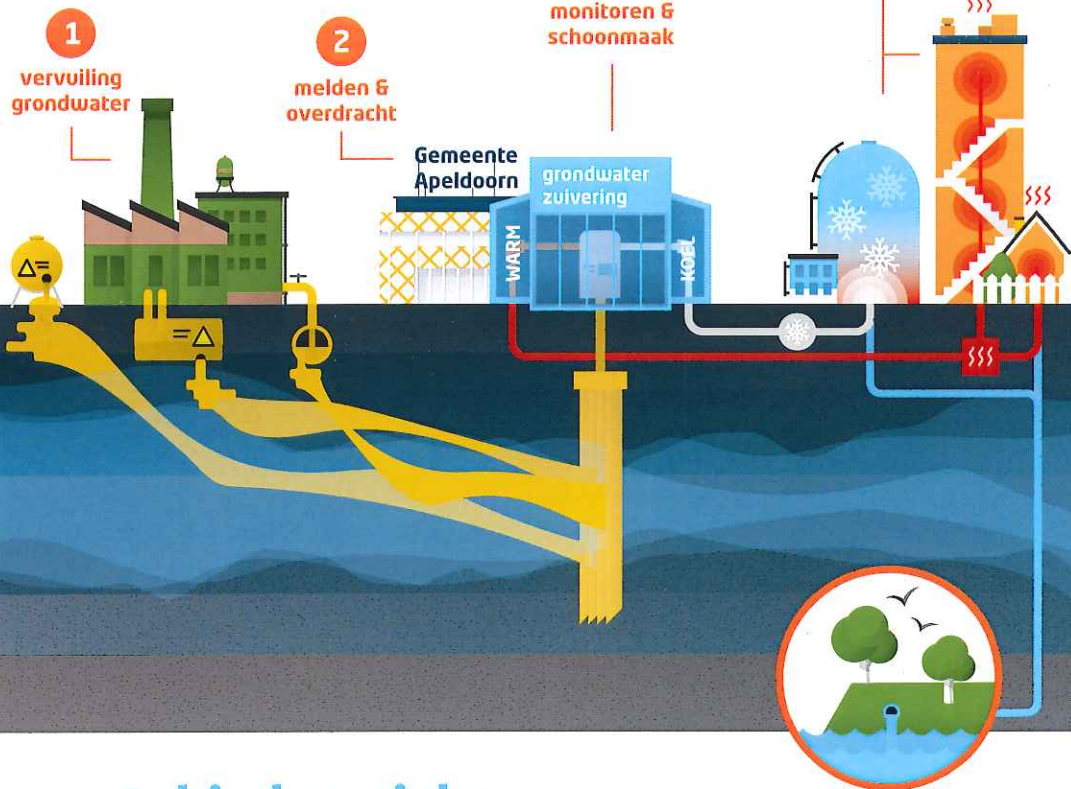 1
vervuiling
grondwater
2
melden &
overdracht
monitoren &
schoonmaak
Gemeente
Apeldoorn
grondwater
zuivering
WARM
KOEL